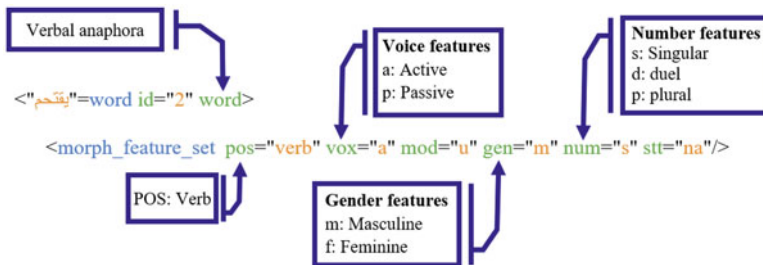 Verbal anaphora
Voice features
a: Active
p: Passive
Number features
s: Singular
d: duel
p: plural
<"يقتحم"=word id="2" word>
<morph_feature_set pos="verb" vox="a" mod="u" gen="m" num="s" stt="na"/>
POS: Verb
Gender features
m: Masculine
f: Feminine